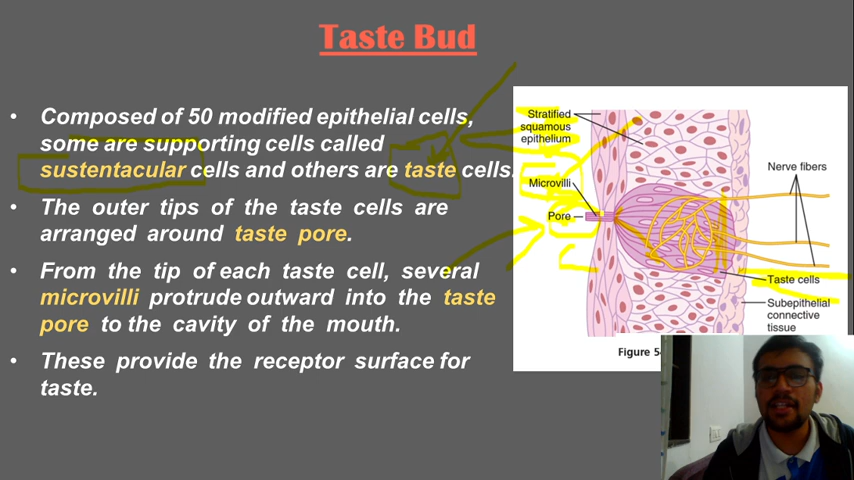 Taste Bud
• Composed of 50 modified epithelial cells,
some are supporting cells called
sustentacular cells and others are taste cells.
• The outer tips of the taste cells are
arranged around taste pore.
• From the tip of each taste cell, several
microvilli protrude outward into the taste
pore to the cavity of the mouth.
• These provide the receptor surface for
taste.
Stratified
squamous
epithelium
Microvilli
Pore
Nerve fibers
Taste cells
Subepithelial
connective
tissue
Figure